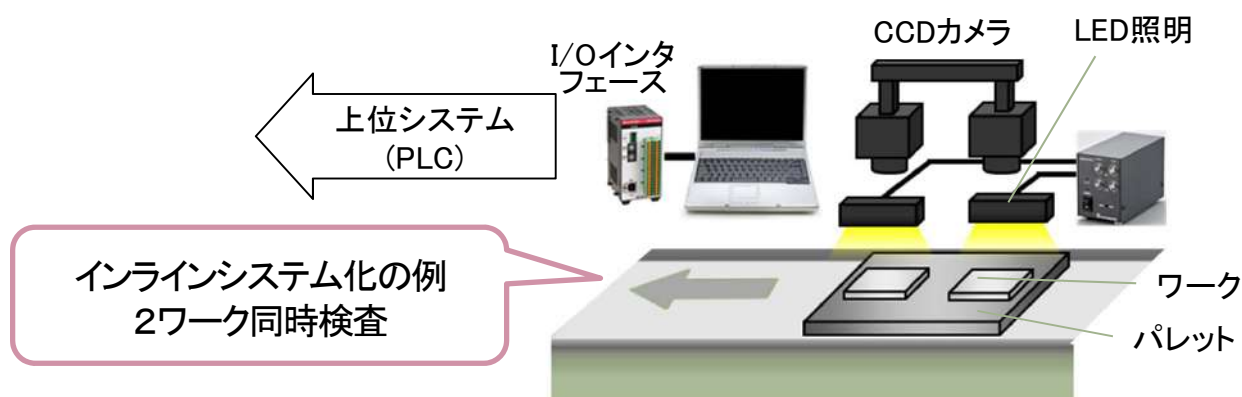 CCDカメラ
LED照明
I/Oインタ
フェース
上位システム
(PLC)
インラインシステム化の例
２ワーク同時検査
ワーク
パレット